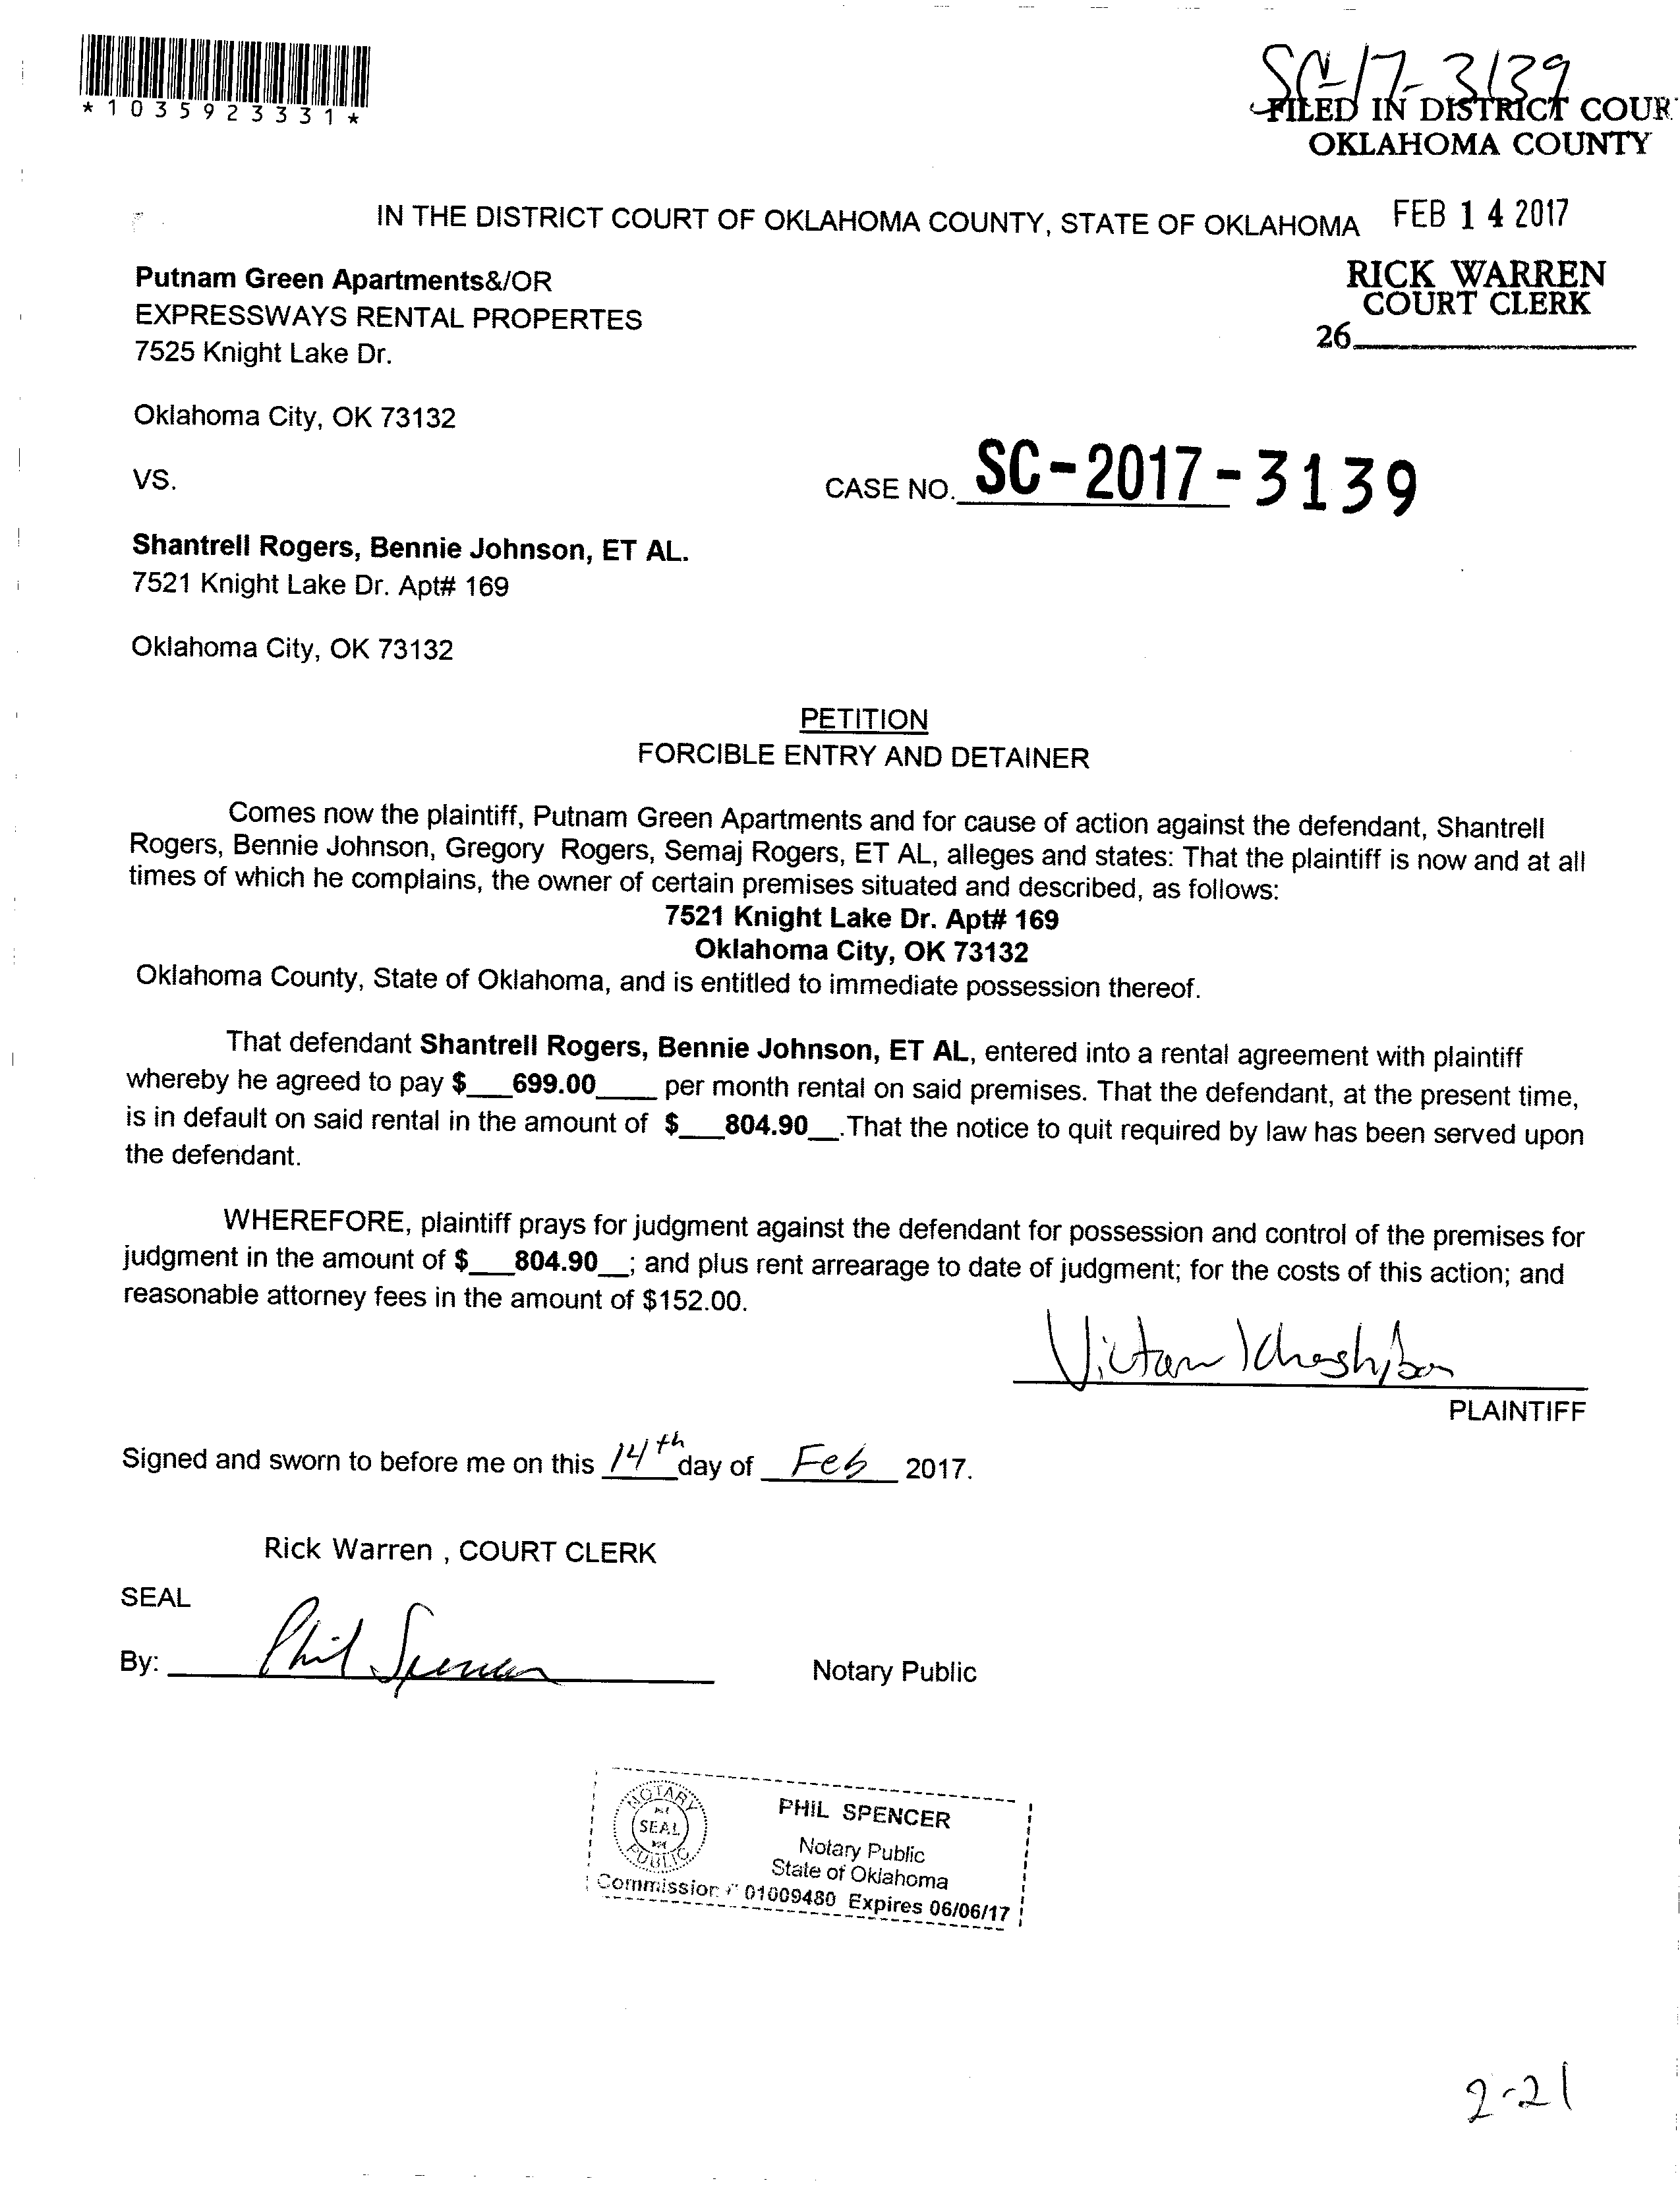 *1035923331*
SC-17-3139
FILED IN DISTRICT COUR
OKLAHOMA COUNTY
IN THE DISTRICT COURT OF OKLAHOMA COUNTY, STATE OF OKLAHOMA FEB 14 2017
Putnam Green Apartments&/OR
EXPRESSWAYS RENTAL PROPERTES
7525 Knight Lake Dr.
RICK WARREN
COURT CLERK
26
Oklahoma City, OK 73132
VS.
CASE NO. SC-2017-3139
Shantrell Rogers, Bennie Johnson, ET AL.
7521 Knight Lake Dr. Apt# 169
Oklahoma City, OK 73132
PETITION
FORCIBLE ENTRY AND DETAINER
Comes now the plaintiff, Putnam Green Apartments and for cause of action against the defendant, Shantrell
Rogers, Bennie Johnson, Gregory Rogers, Semaj Rogers, ET AL, alleges and states: That the plaintiff is now and at all
times of which he complains, the owner of certain premises situated and described, as follows:
7521 Knight Lake Dr. Apt# 169
Oklahoma City, OK 73132
Oklahoma County, State of Oklahoma, and is entitled to immediate possession thereof.
That defendant Shantrell Rogers, Bennie Johnson, ET AL, entered into a rental agreement with plaintiff
whereby he agreed to pay $___699.00____ per month rental on said premises. That the defendant, at the present time,
is in default on said rental in the amount of $___804.90__.That the notice to quit required by law has been served upon
the defendant.
WHEREFORE, plaintiff prays for judgment against the defendant for possession and control of the premises for
judgment in the amount of $___804.90__; and plus rent arrearage to date of judgment; for the costs of this action; and
reasonable attorney fees in the amount of $152.00.
PLAINTIFF
Signed and sworn to before me on this 14th day of Feb 2017.
Rick Warren , COURT CLERK
SEAL
By: Phil Spencer Notary Public
NOTARY PUBLIC
SEAL
PHIL SPENCER
Notary Public
State of Oklahoma
Commission # 01009480 Expires 06/06/17
2-21